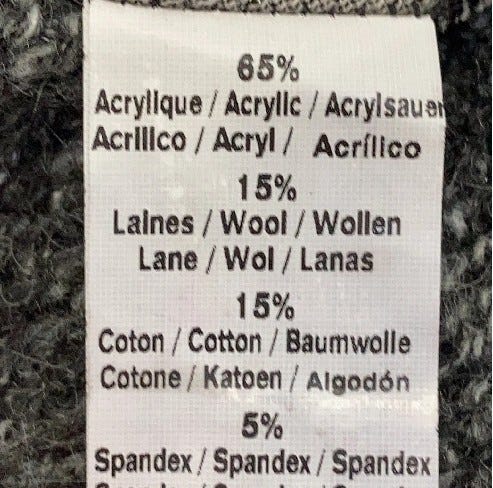 65%
Acrylique / Acrylic / Acrylsauer
Acrilico / Acryl / Acrílico
15%
Laines / Wool / Wollen
Lane / Wol / Lanas
15%
Coton / Cotton / Baumwolle
Cotone / Katoen / Algodón
5%
Spandex / Spandex / Spandex